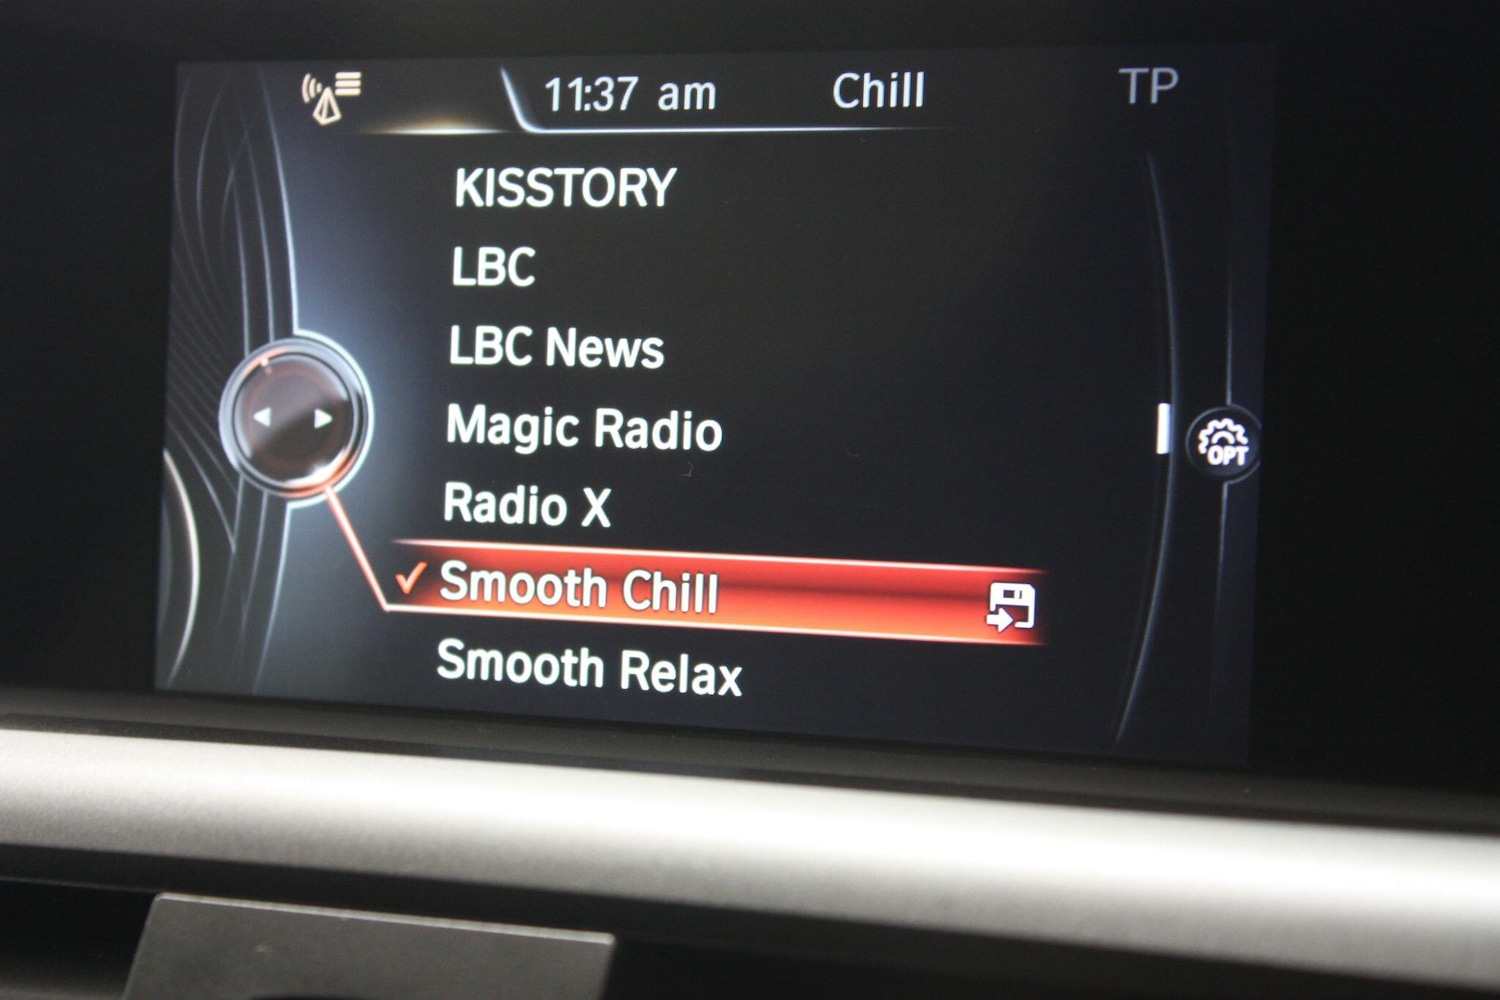 11:37 am Chill TP
KISSTORY
LBC
LBC News
Magic Radio
Radio X
Smooth Chill
Smooth Relax
OPT